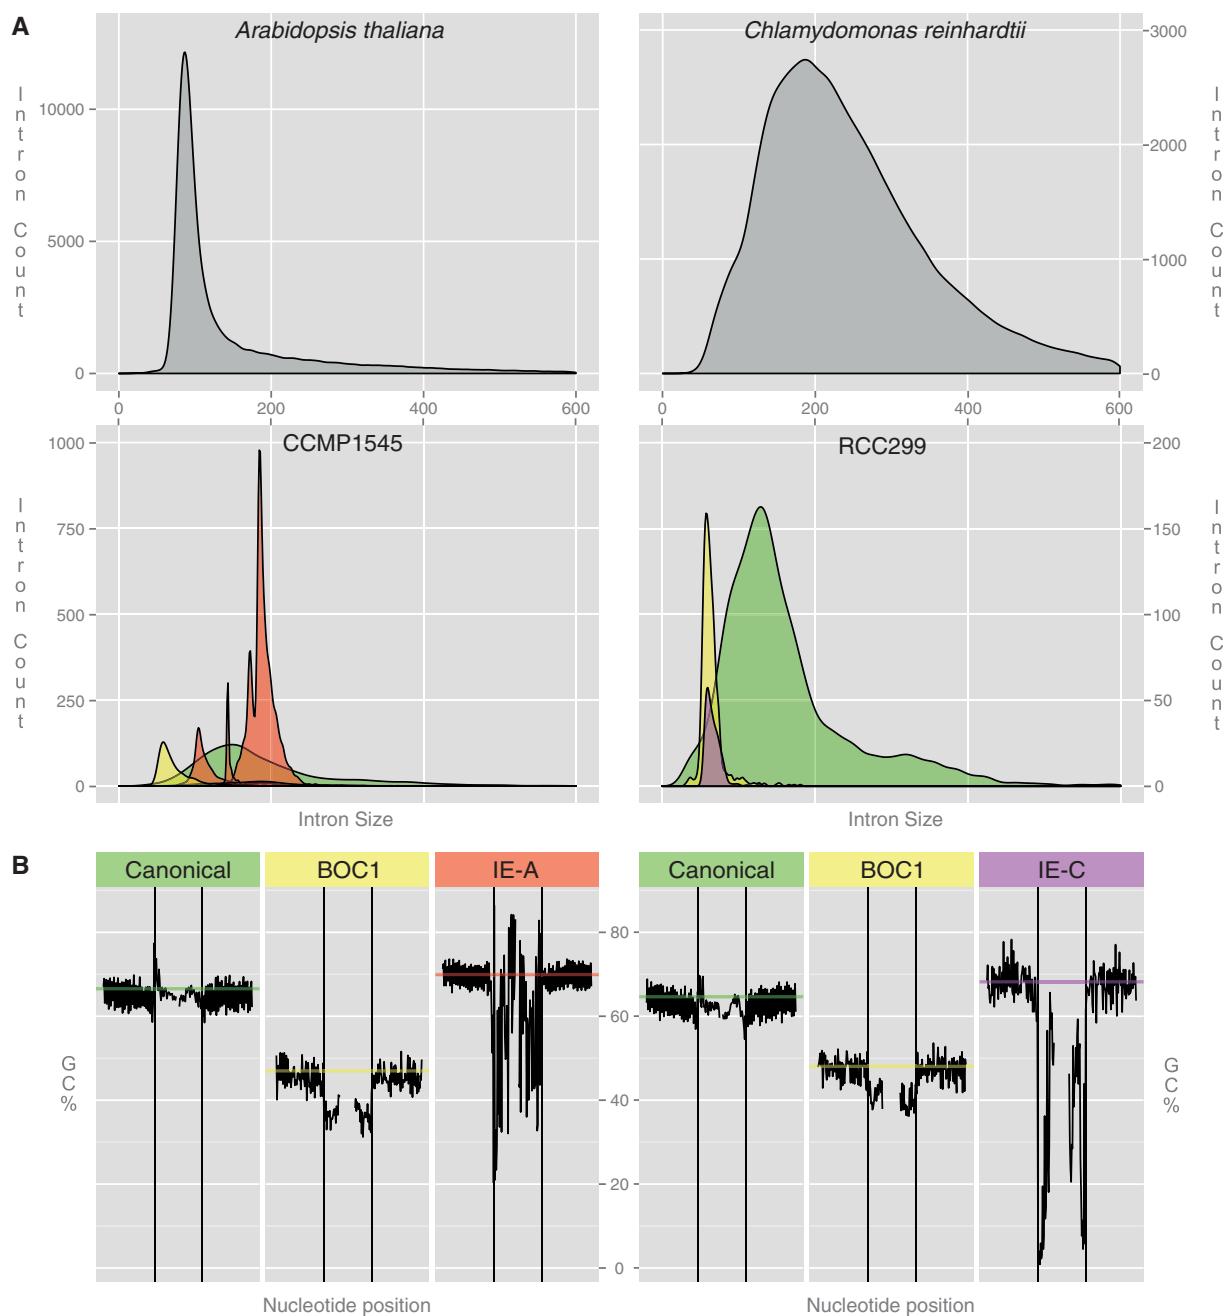 A
Arabidopsis thaliana
Chlamydomonas reinhardtii
Intron Count
10000
5000
0
0
200
400
600
3000
2000
1000
0
Intron Count
0
200
400
600
CCMP1545
RCC299
Intron Count
1000
750
500
250
0
200
150
100
50
0
Intron Count
Intron Size
Intron Size
B
Canonical
BOC1
IE-A
Canonical
BOC1
IE-C
GC%
80
60
40
20
0
GC%
Nucleotide position
Nucleotide position